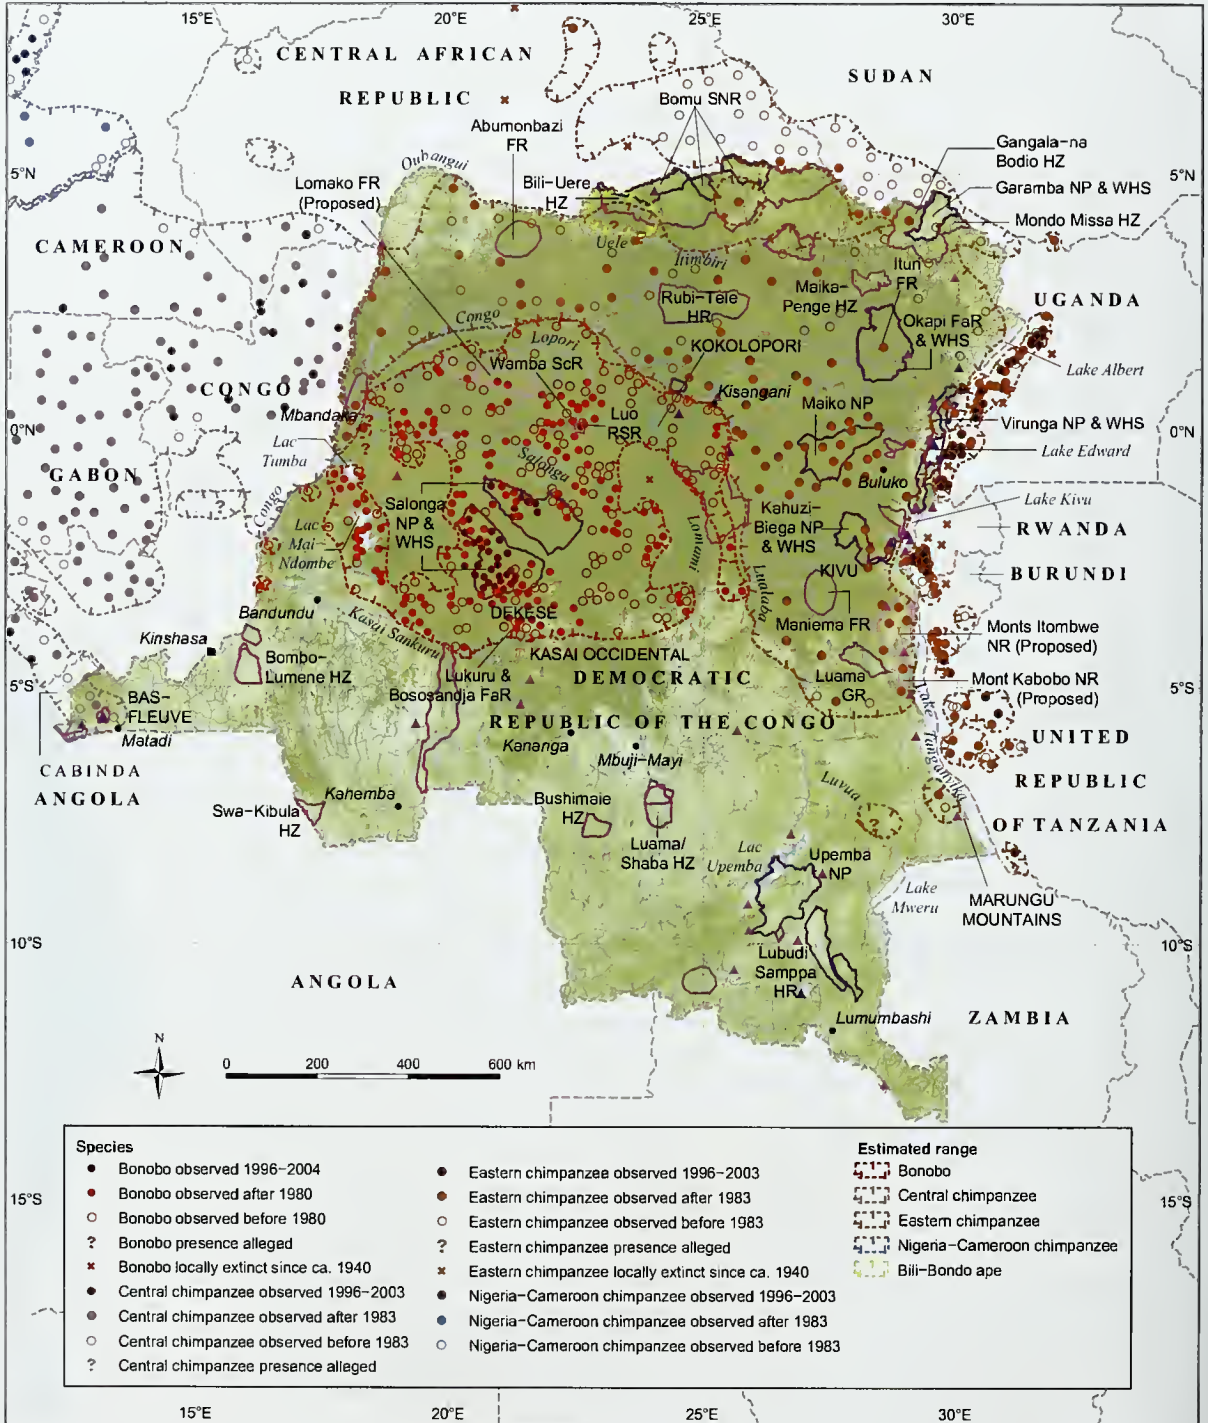 15°E 20°E 25°E 30°E
CENTRAL AFRICAN
REPUBLIC
SUDAN
Bomu SNR
Abumonbazi
FR
Gangala-na
Bodio HZ
Oubangui
5°N
5°N
Lomako FR
(Proposed)
Bili-Uere
HZ
Garamba NP & WHS
Mondo Missa HZ
CAMEROON
Ugle
Itimbiri
Itun
FR
Maika-
Penge HZ
Rubi-Tele
HR
UGANDA
Okapi FaR
& WHS
Congo
Lopori
KOKOLOPORI
Wamba ScR
Lake Albert
CONGO
Kisangani
Maiko NP
Mbandaka
Luo
RSR
Virunga NP & WHS
0°N
0°N
Lac
Tumba
Lake Edward
Salonga
GABON
Buluko
Salonga
NP &
WHS
Lake Kivu
Congo
Kahuzi-
Biega NP
& WHS
RWANDA
Lac
Mai-
Ndombe
Lomami
KIVU
BURUNDI
Lualaba
DEKESE
Bandundu
Kasai Sankuru
Maniema FR
Monts Itombwe
NR (Proposed)
Kinshasa
KASAI OCCIDENTAL
Bombo-
Lumene HZ
Lukuru &
Bososandja FaR
DEMOCRATIC
Luama
GR
Mont Kabobo NR
(Proposed)
5°S
5°S
BAS-
FLEUVE
REPUBLIC OF THE CONGO
Lake Tanganyika
Matadi
Kananga
Mbuji-Mayi
UNITED
CABINDA
ANGOLA
REPUBLIC
Luvua
Kahemba
Swa-Kibula
HZ
Bushimaie
HZ
OF TANZANIA
Luama/
Shaba HZ
Lac
Upemba
Upemba
NP
Lake
Mweru
MARUNGU
MOUNTAINS
10°S
10°S
Lubudi
Samppa
HR
ANGOLA
ZAMBIA
Lumumbashi
N
0 200 400 600 km
Species
Bonobo observed 1996-2004
Bonobo observed after 1980
Bonobo observed before 1980
? Bonobo presence alleged
x Bonobo locally extinct since ca. 1940
Central chimpanzee observed 1996-2003
Central chimpanzee observed after 1983
Central chimpanzee observed before 1983
? Central chimpanzee presence alleged
Eastern chimpanzee observed 1996-2003
Eastern chimpanzee observed after 1983
Eastern chimpanzee observed before 1983
? Eastern chimpanzee presence alleged
x Eastern chimpanzee locally extinct since ca. 1940
Nigeria-Cameroon chimpanzee observed 1996-2003
Nigeria-Cameroon chimpanzee observed after 1983
Nigeria-Cameroon chimpanzee observed before 1983
Estimated range
Bonobo
Central chimpanzee
Eastern chimpanzee
Nigeria-Cameroon chimpanzee
Bili-Bondo ape
15°S
15°S
15°E 20°E 25°E 30°E